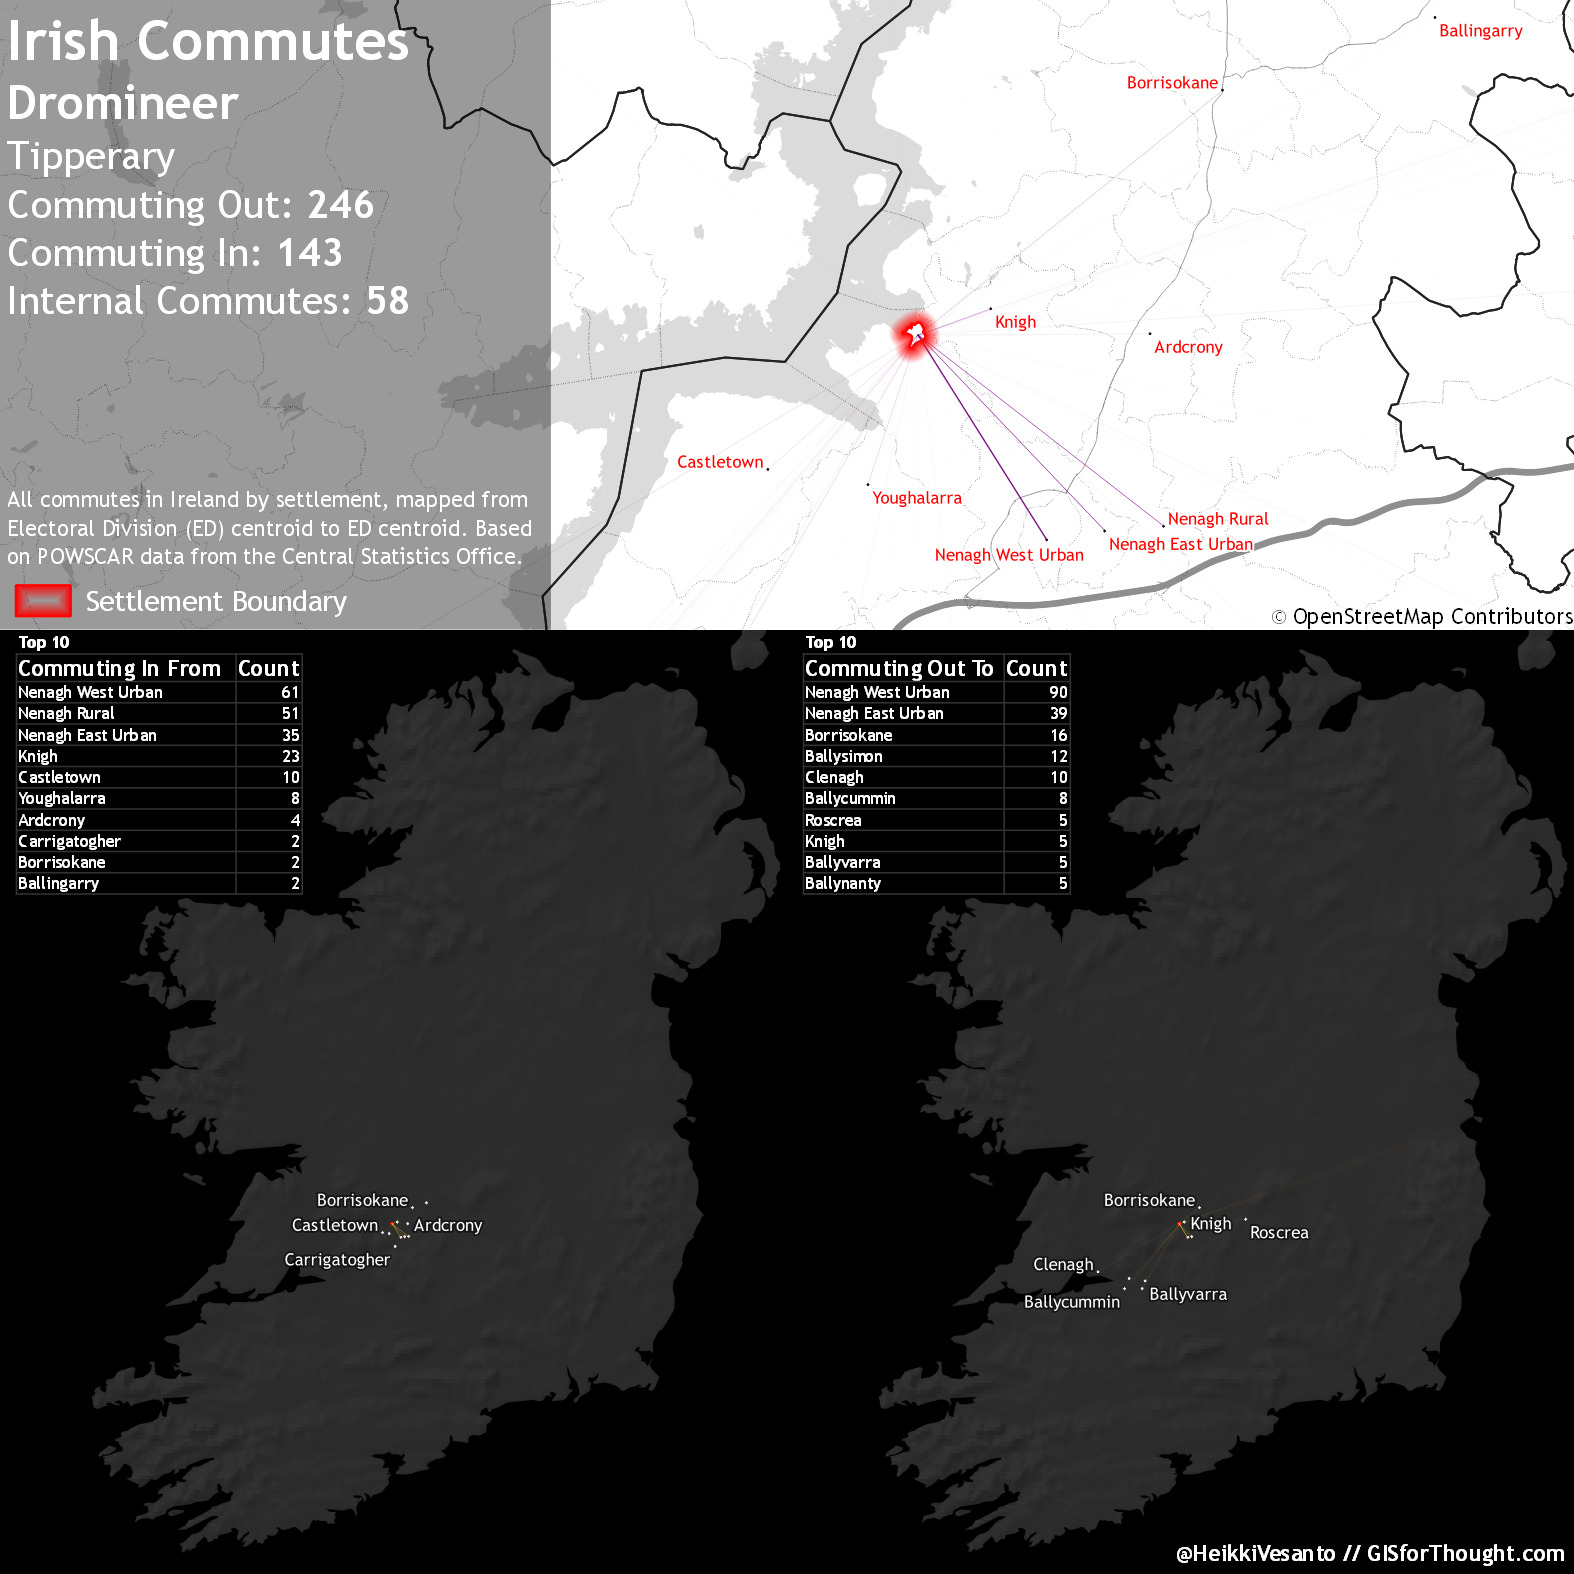 Irish Commutes
Dromineer
Tipperary
Commuting Out: 246
Commuting In: 143
Internal Commutes: 58
All commutes in Ireland by settlement, mapped from
Electoral Division (ED) centroid to ED centroid. Based
on POWSCAR data from the Central Statistics Office.
Settlement Boundary
Ballingarry
Borrisokane
Knigh
Ardcrony
Castletown
Youghalarra
Nenagh Rural
Nenagh East Urban
Nenagh West Urban
© OpenStreetMap Contributors
Top 10
Commuting In From Count
Nenagh West Urban 61
Nenagh Rural 51
Nenagh East Urban 35
Knigh 23
Castletown 10
Youghalarra 8
Ardcrony 4
Carrigatogher 2
Borrisokane 2
Ballingarry 2
Borrisokane
Castletown
Ardcrony
Carrigatogher
Top 10
Commuting Out To Count
Nenagh West Urban 90
Nenagh East Urban 39
Borrisokane 16
Ballysimon 12
Clenagh 10
Ballycummin 8
Roscrea 5
Knigh 5
Ballyvarra 5
Ballynanty 5
Borrisokane
Knigh
Roscrea
Clenagh
Ballyvarra
Ballycummin
@HeikkiVesanto // GISforThought.com